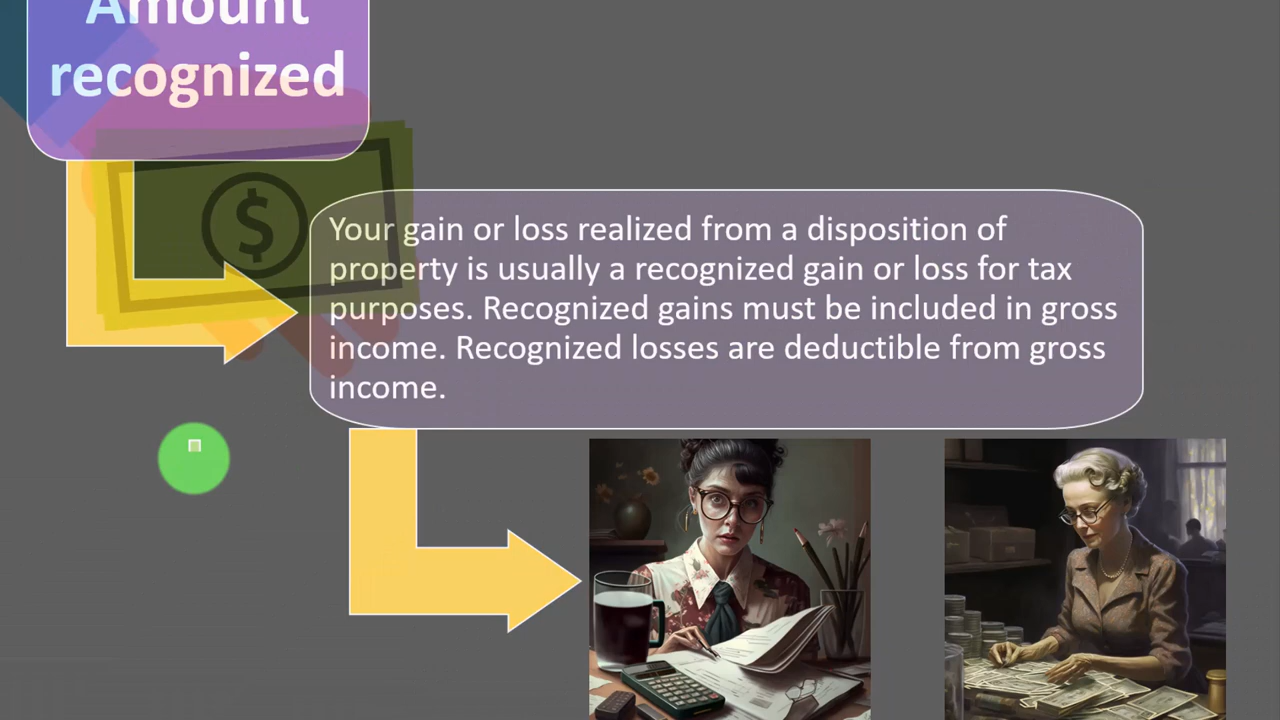 Amount
recognized
$
Your gain or loss realized from a disposition of
property is usually a recognized gain or loss for tax
purposes. Recognized gains must be included in gross
income. Recognized losses are deductible from gross
income.